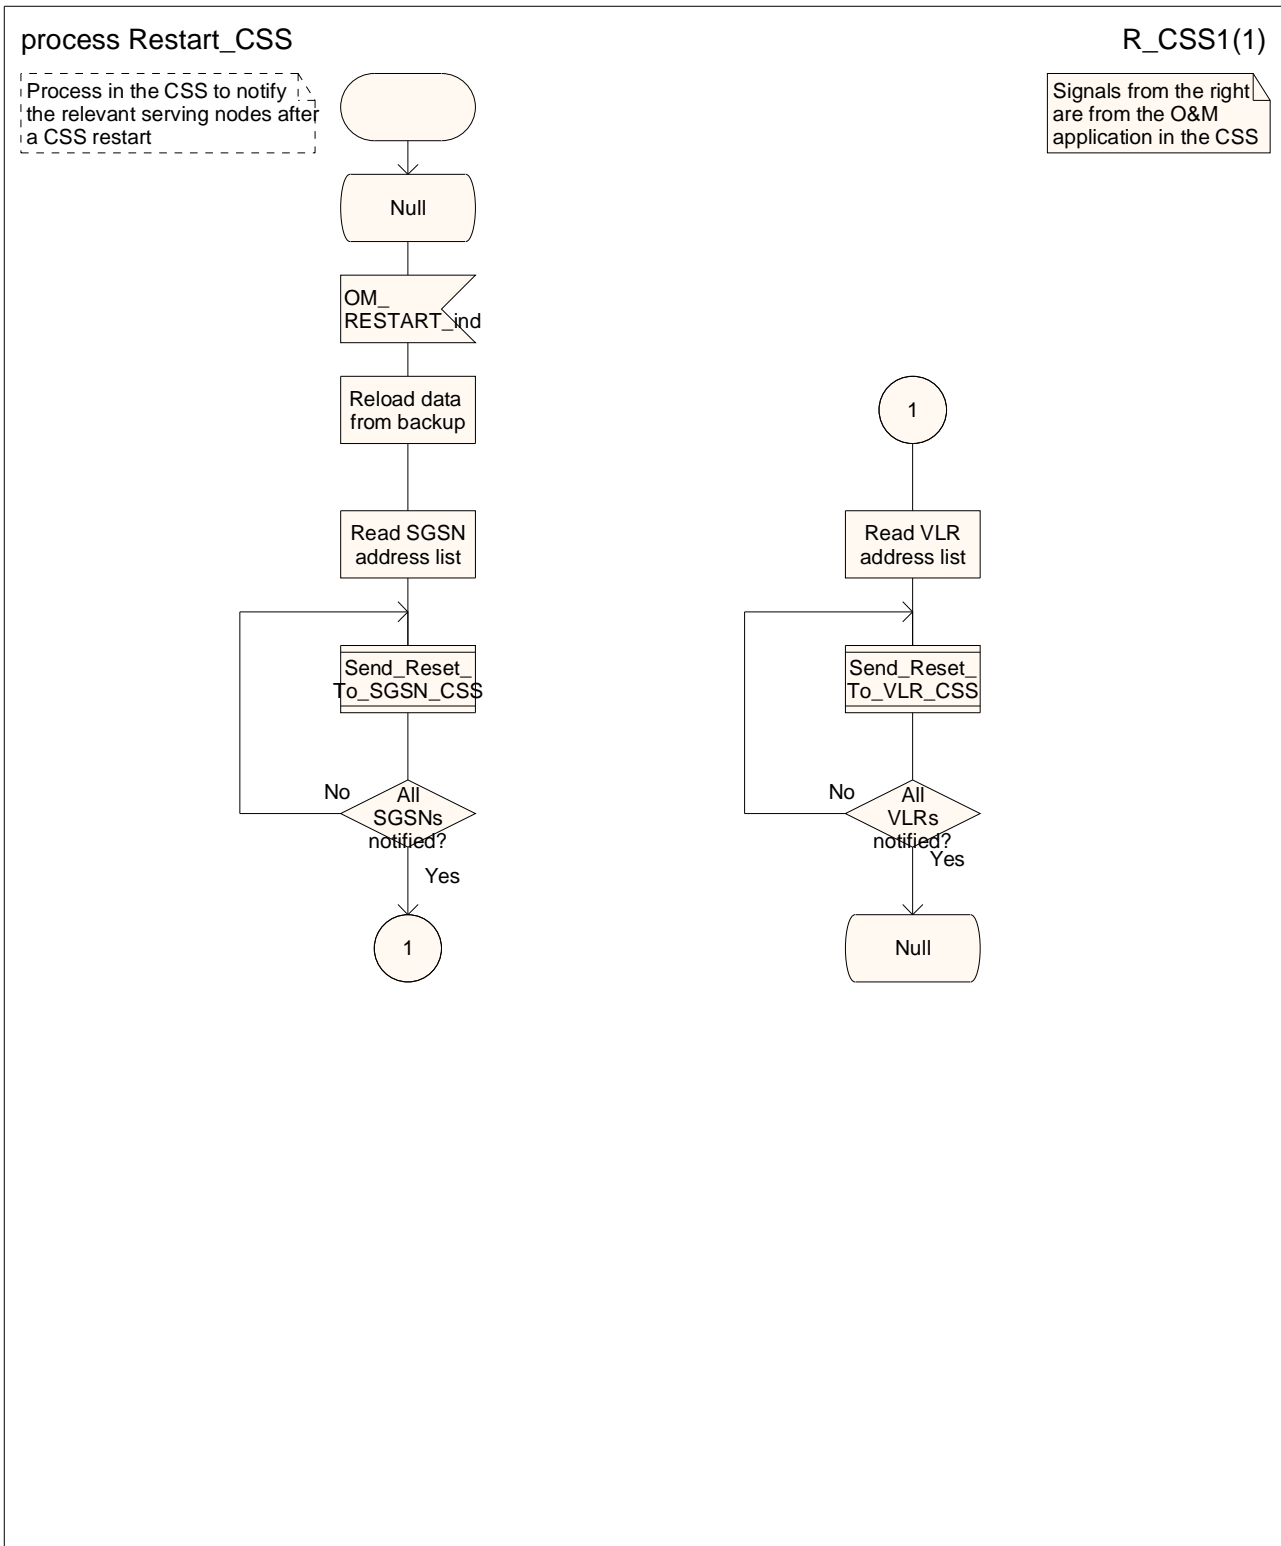 process Restart_CSS
R_CSS1(1)
Process in the CSS to notify
the relevant serving nodes after
a CSS restart
Signals from the right
are from the O&M
application in the CSS
Null
OM_
RESTART_ind
Reload data
from backup
Read SGSN
address list
Send_Reset_
To_SGSN_CSS
No
All
SGSNs
notified?
Yes
1
1
Read VLR
address list
Send_Reset_
To_VLR_CSS
No
All
VLRs
notified?
Yes
Null